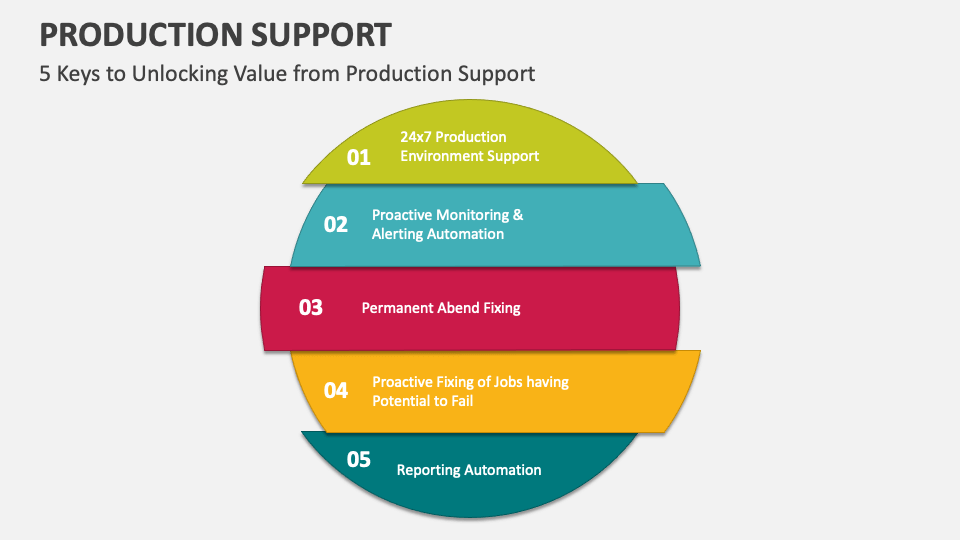 PRODUCTION SUPPORT
5 Keys to Unlocking Value from Production Support
01
24x7 Production
Environment Support
02
Proactive Monitoring &
Alerting Automation
03
Permanent Abend Fixing
04
Proactive Fixing of Jobs having
Potential to Fail
05
Reporting Automation